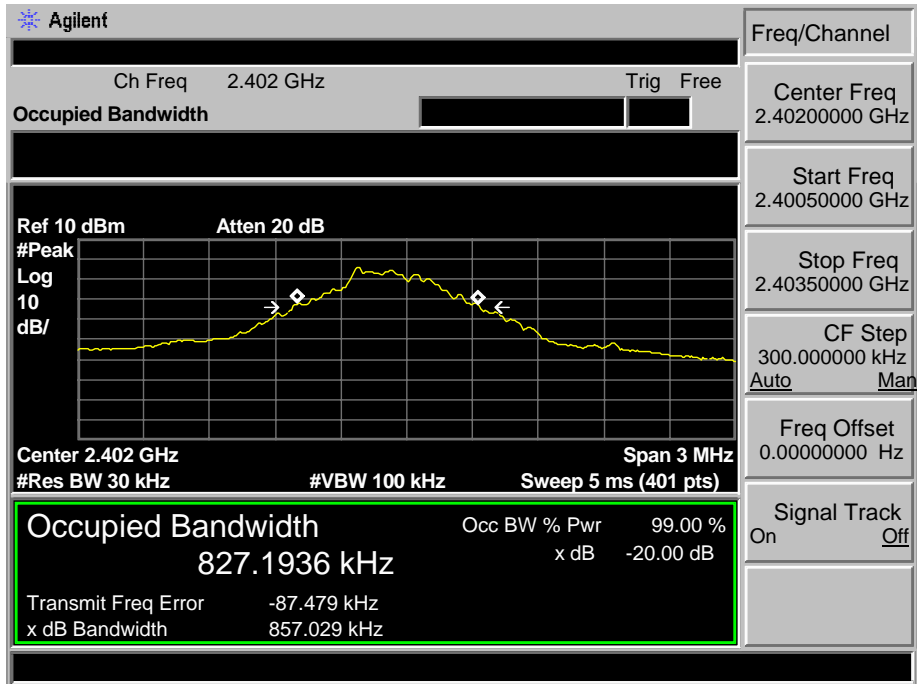 Agilent
Freq/Channel
Ch Freq 2.402 GHz Trig Free
Occupied Bandwidth
Center Freq
2.40200000 GHz
Start Freq
2.40050000 GHz
Stop Freq
2.40350000 GHz
CF Step
300.000000 kHz
Auto Man
Freq Offset
0.00000000 Hz
Signal Track
On Off
Ref 10 dBm Atten 20 dB
#Peak
Log
10
dB/
Center 2.402 GHz Span 3 MHz
#Res BW 30 kHz #VBW 100 kHz Sweep 5 ms (401 pts)
Occupied Bandwidth Occ BW % Pwr 99.00 %
827.1936 kHz x dB -20.00 dB
Transmit Freq Error -87.479 kHz
x dB Bandwidth 857.029 kHz